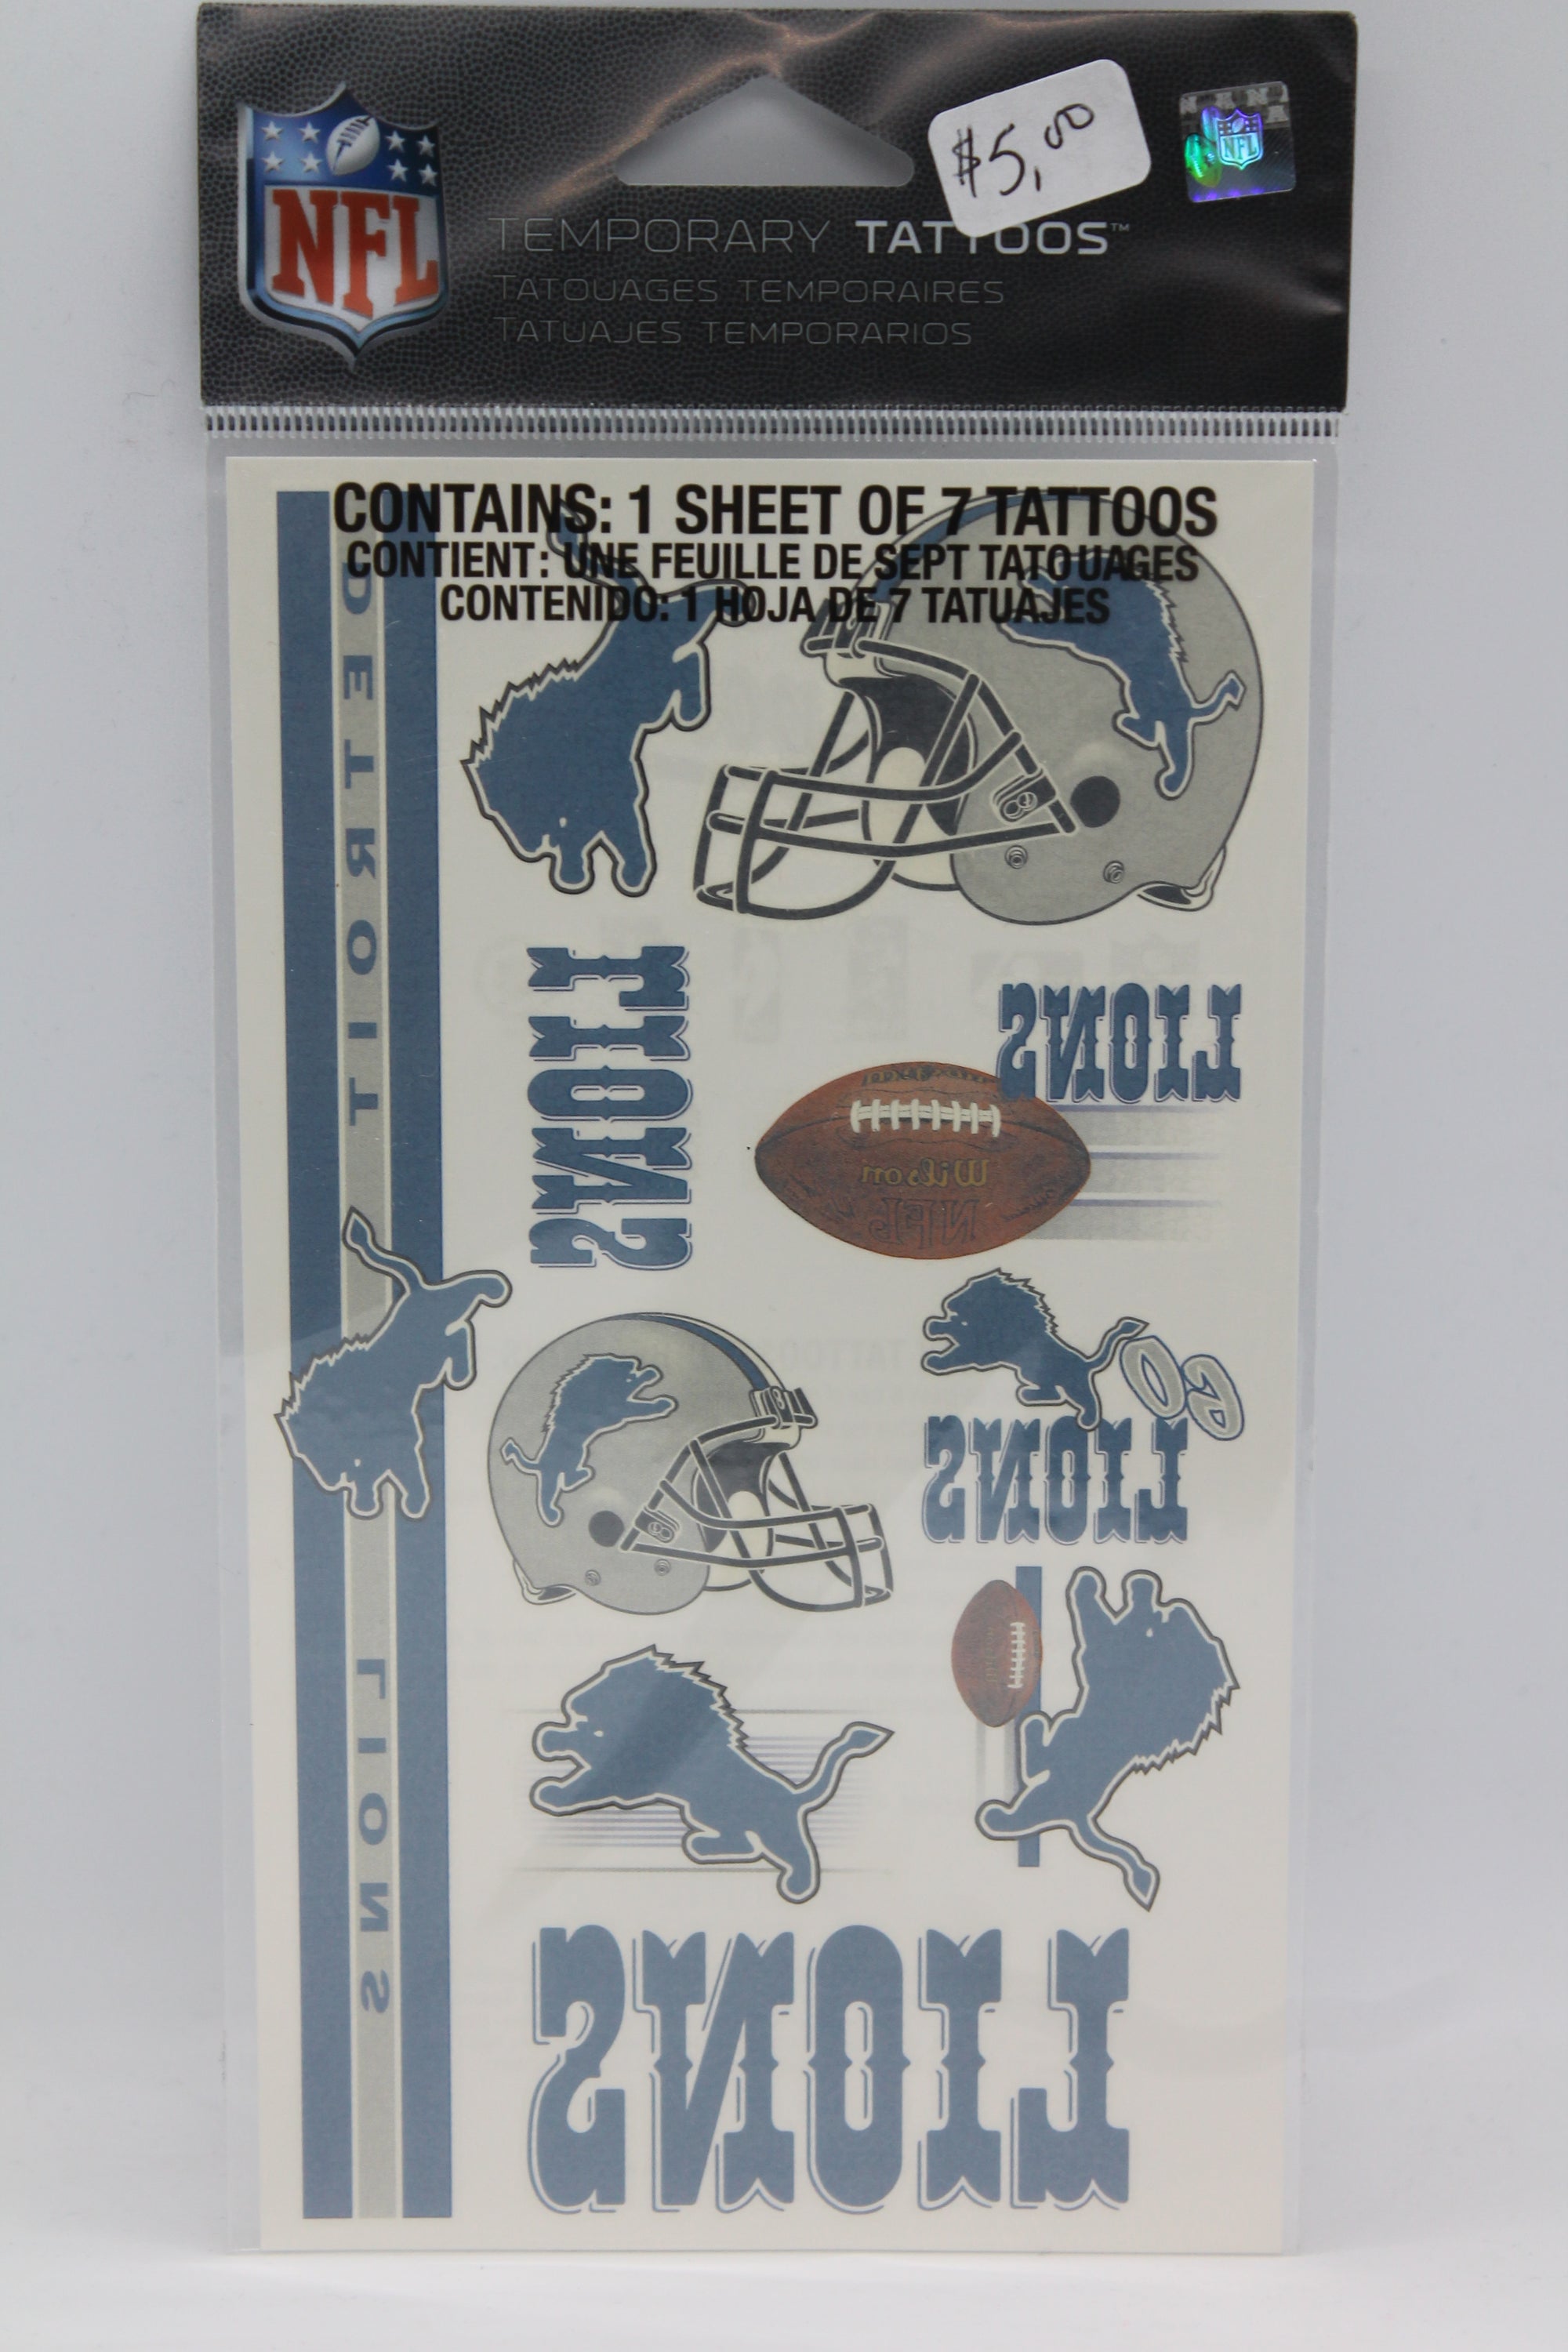 $5.00
NFL
NFL
TEMPORARY TATTOOS™
TATOUAGES TEMPORAIRES
TATUAJES TEMPORARIOS
CONTAINS: 1 SHEET OF 7 TATTOOS
CONTIENT: UNE FEUILLE DE SEPT TATOUAGES
CONTENIDO: 1 HOJA DE 7 TATUAJES
DETROIT LIONS
LIONS
LIONS
Wilson
NFL
GO
LIONS
LIONS